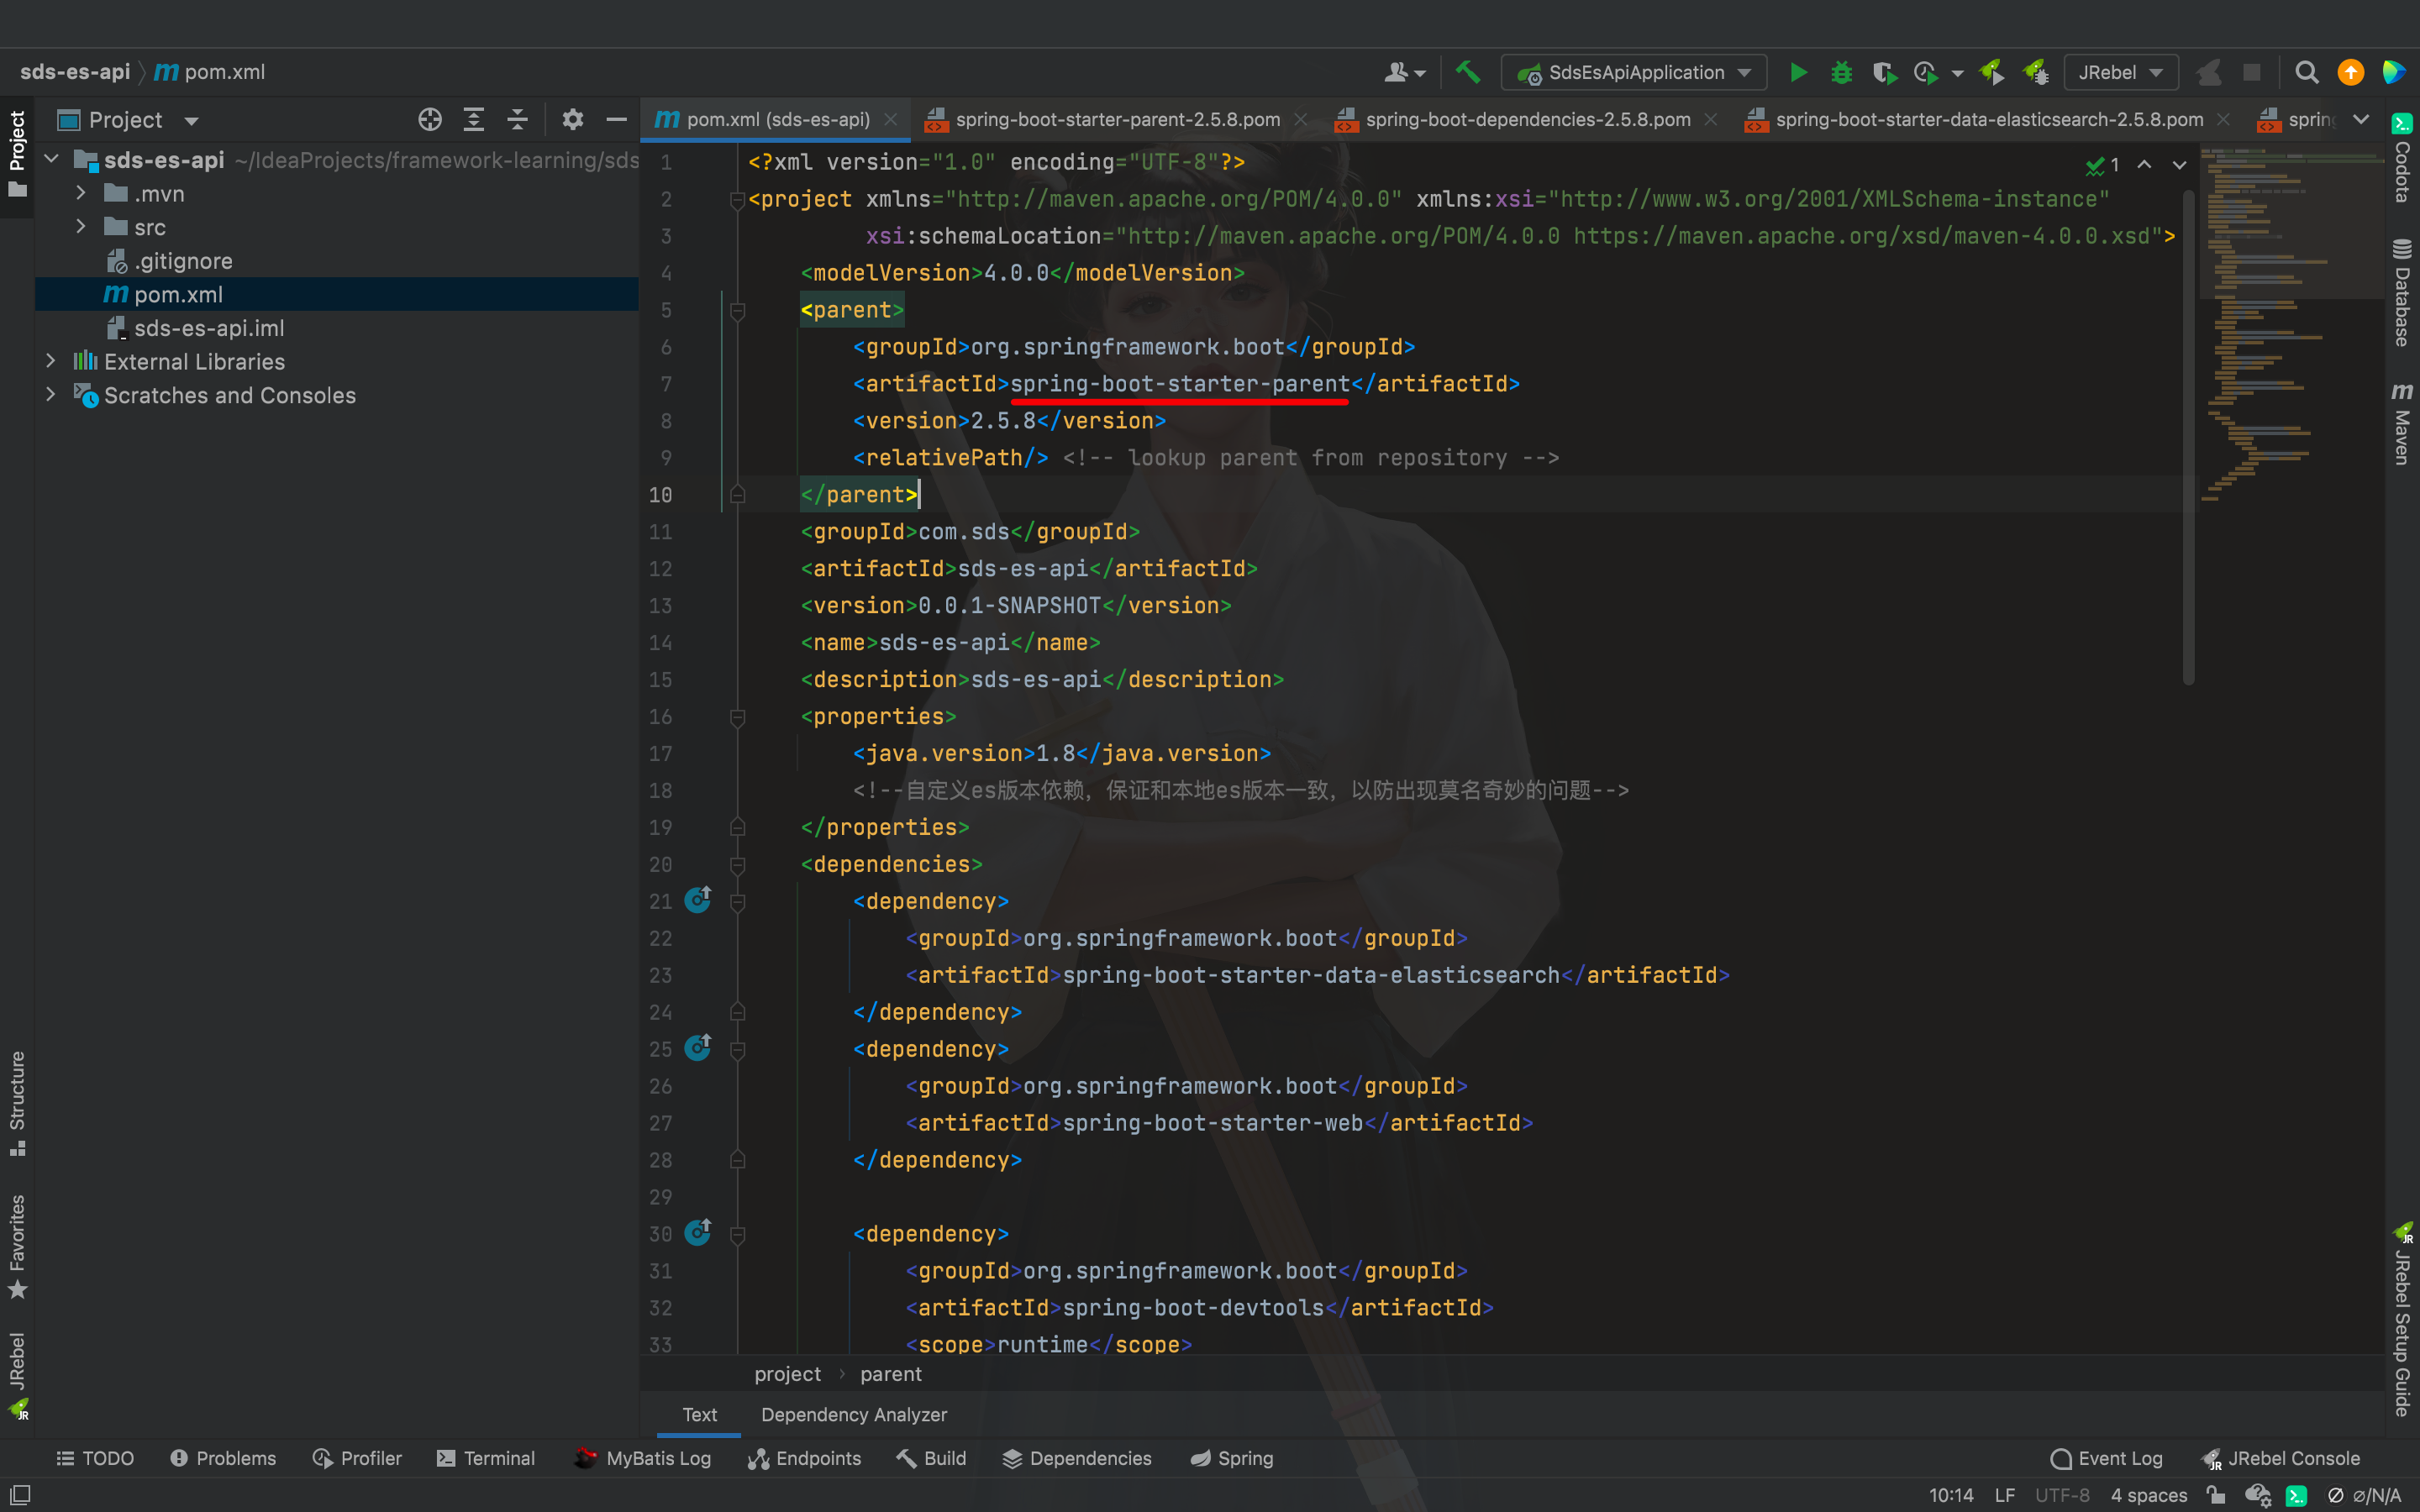 sds-es-api
pom.xml
SdsEsApiApplication
JRebel
Project
pom.xml (sds-es-api)
spring-boot-starter-parent-2.5.8.pom
spring-boot-dependencies-2.5.8.pom
spring-boot-starter-data-elasticsearch-2.5.8.pom
Project
sds-es-api ~/IdeaProjects/framework-learning/sds
.mvn
src
.gitignore
pom.xml
sds-es-api.iml
External Libraries
Scratches and Consoles
Structure
Favorites
JRebel
1 <?xml version="1.0" encoding="UTF-8"?>
2 <project xmlns="http://maven.apache.org/POM/4.0.0" xmlns:xsi="http://www.w3.org/2001/XMLSchema-instance"
3 xsi:schemaLocation="http://maven.apache.org/POM/4.0.0 https://maven.apache.org/xsd/maven-4.0.0.xsd">
4 <modelVersion>4.0.0</modelVersion>
5 <parent>
6 <groupId>org.springframework.boot</groupId>
7 <artifactId>spring-boot-starter-parent</artifactId>
8 <version>2.5.8</version>
9 <relativePath/> <!-- lookup parent from repository -->
10 </parent>
11 <groupId>com.sds</groupId>
12 <artifactId>sds-es-api</artifactId>
13 <version>0.0.1-SNAPSHOT</version>
14 <name>sds-es-api</name>
15 <description>sds-es-api</description>
16 <properties>
17 <java.version>1.8</java.version>
18 <!--自定义es版本依赖，保证和本地es版本一致，以防出现莫名奇妙的问题-->
19 </properties>
20 <dependencies>
21 <dependency>
22 <groupId>org.springframework.boot</groupId>
23 <artifactId>spring-boot-starter-data-elasticsearch</artifactId>
24 </dependency>
25 <dependency>
26 <groupId>org.springframework.boot</groupId>
27 <artifactId>spring-boot-starter-web</artifactId>
28 </dependency>
29
30 <dependency>
31 <groupId>org.springframework.boot</groupId>
32 <artifactId>spring-boot-devtools</artifactId>
33 <scope>runtime</scope>
1
Codota
Database
Maven
JRebel Setup Guide
project › parent
Text
Dependency Analyzer
TODO
Problems
Profiler
Terminal
MyBatis Log
Endpoints
Build
Dependencies
Spring
Event Log
JRebel Console
10:14
LF
UTF-8
4 spaces
⌀/N/A